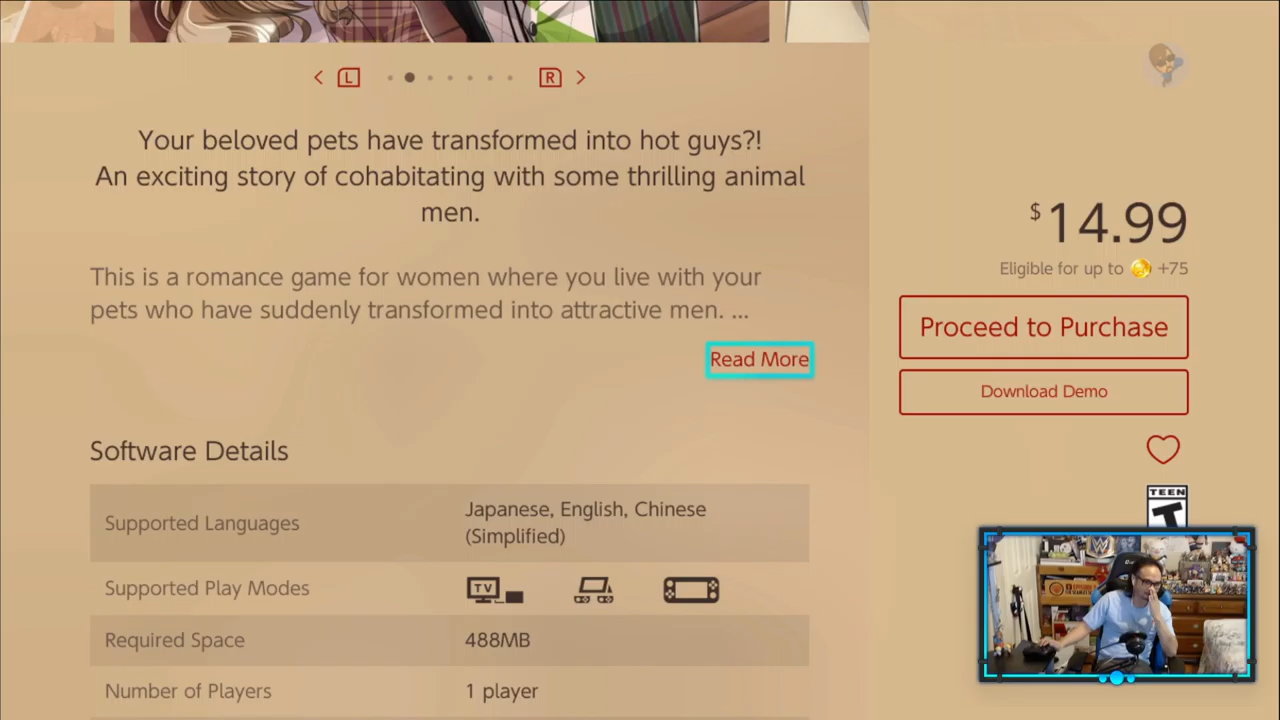 L
R
Your beloved pets have transformed into hot guys?!
An exciting story of cohabitating with some thrilling animal
men.
This is a romance game for women where you live with your
pets who have suddenly transformed into attractive men. ...
Read More
$14.99
Eligible for up to +75
Proceed to Purchase
Download Demo
TEEN
T
Software Details
Supported Languages
Japanese, English, Chinese
(Simplified)
Supported Play Modes
TV
Required Space
488MB
Number of Players
1 player